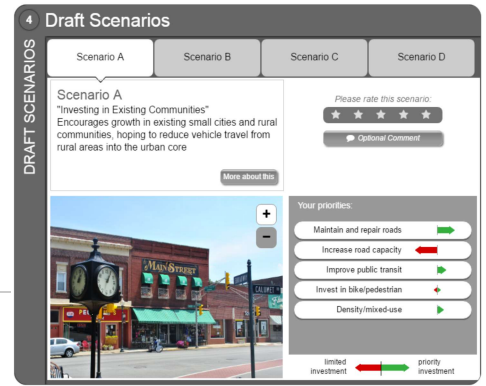 4 Draft Scenarios
DRAFT SCENARIOS
Scenario A
Scenario B
Scenario C
Scenario D
Scenario A
"Investing in Existing Communities"
Encourages growth in existing small cities and rural
communities, hoping to reduce vehicle travel from
rural areas into the urban core
More about this
Please rate this scenario:
Optional Comment
MAIN STREET
CALUMET
+
−
Your priorities:
Maintain and repair roads
Increase road capacity
Improve public transit
Invest in bike/pedestrian
Density/mixed-use
limited
investment
priority
investment